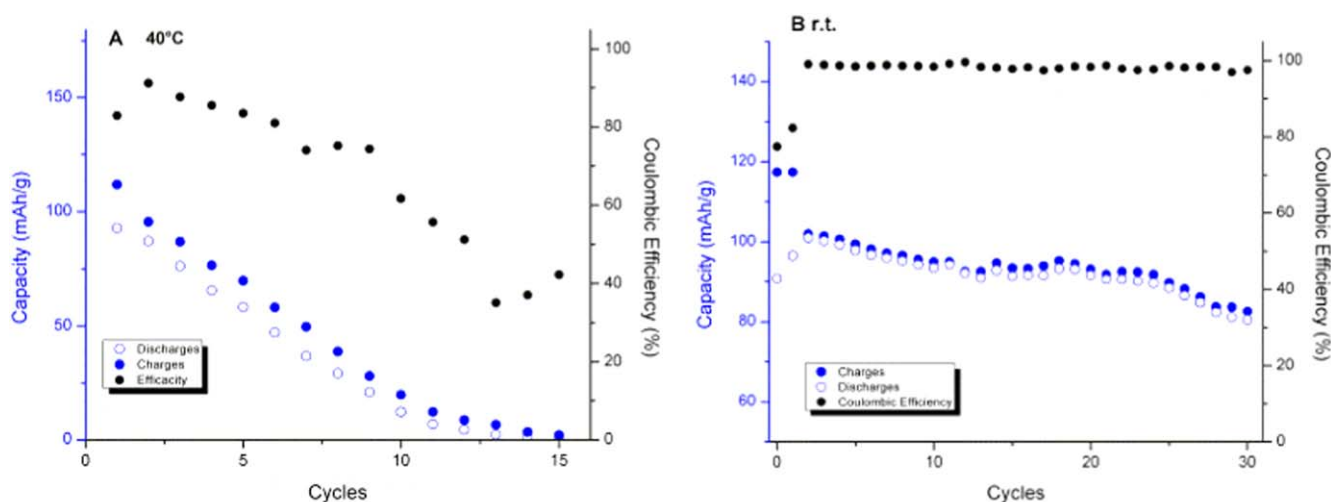 A 40°C
100
80
60
40
20
0
150
100
50
0
Capacity (mAh/g)
Coulombic Efficiency (%)
Discharges
Charges
Efficacity
0 5 10 15
Cycles
B r.t.
140
120
100
80
60
100
80
60
40
20
0
Capacity (mAh/g)
Coulombic Efficiency (%)
Charges
Discharges
Coulombic Efficiency
0 10 20 30
Cycles